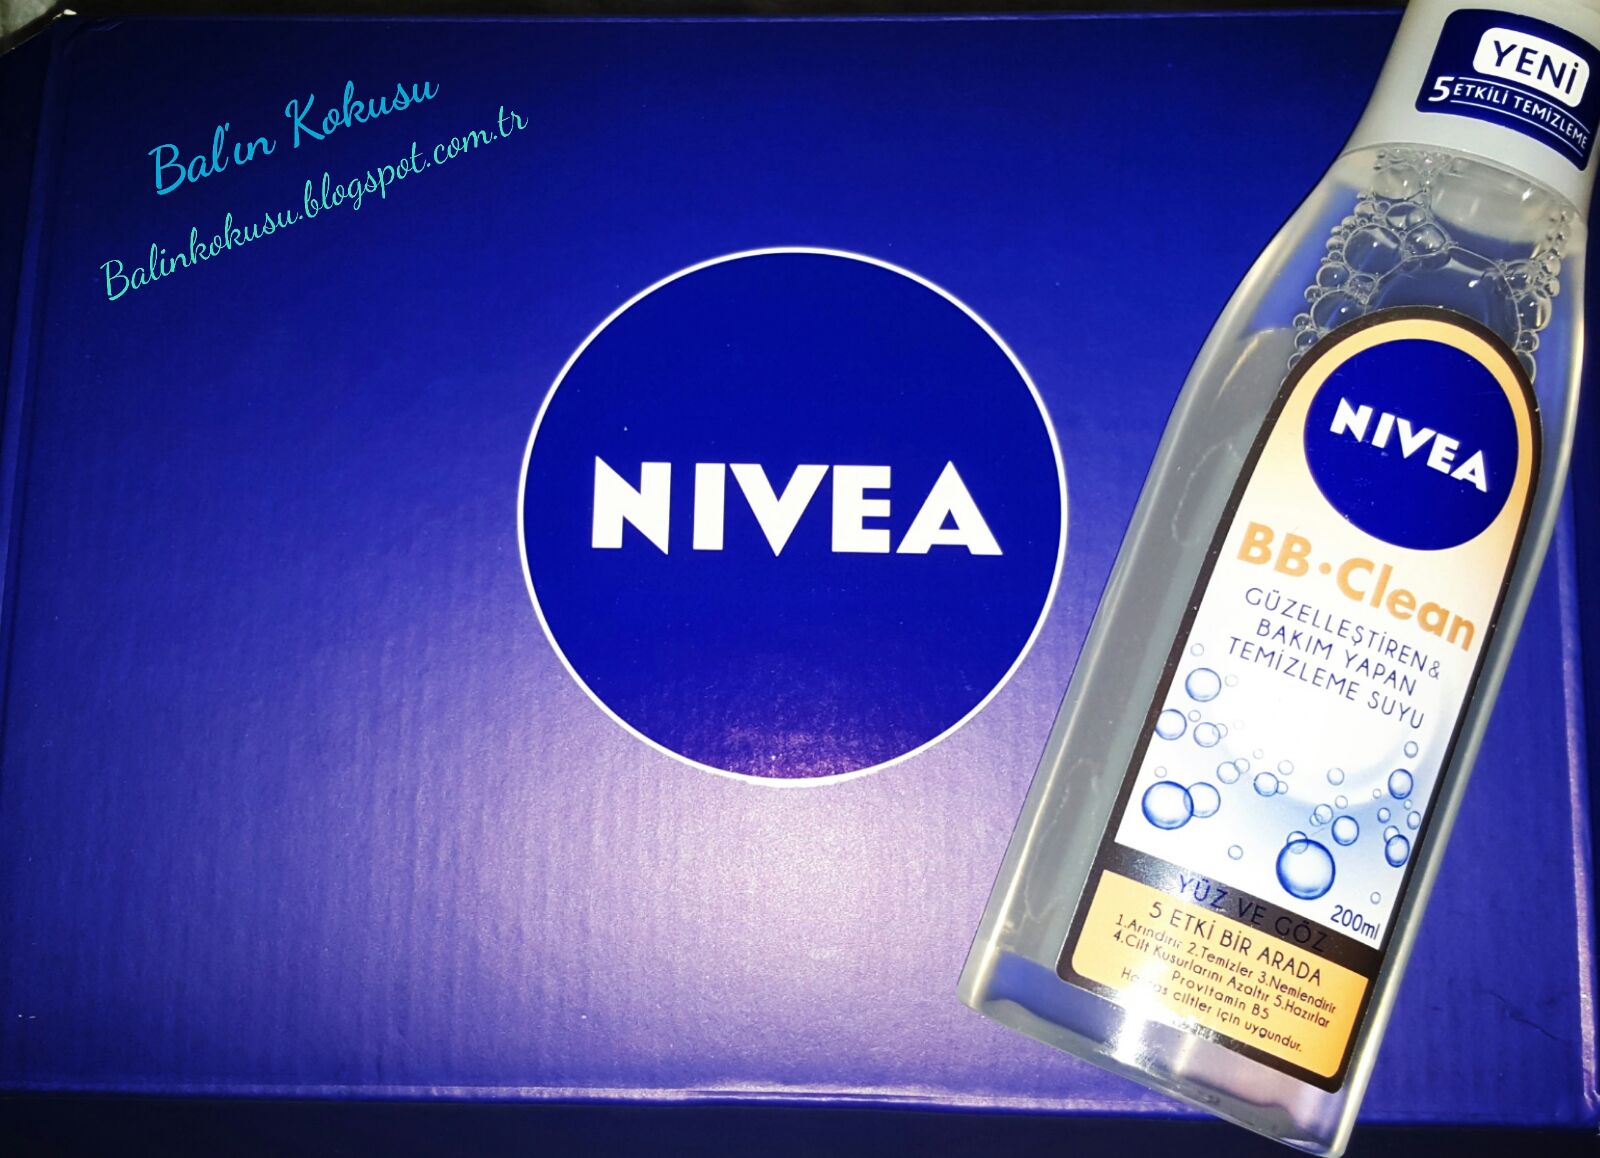 Bal'ın Kokusu
Balinkokusu.blogspot.com.tr
NIVEA
YENİ
5 ETKİLİ TEMİZLEME
NIVEA
BB·Clean
GÜZELLEŞTİREN &
BAKIM YAPAN
TEMİZLEME SUYU
200ml
YÜZ VE GÖZ
5 ETKİ BİR ARADA
1.Arındırır 2.Temizler 3.Nemlendirir
4.Cilt Kusurlarını Azaltır 5.Hazırlar
Provitamin B5
ciltler için uygundur.